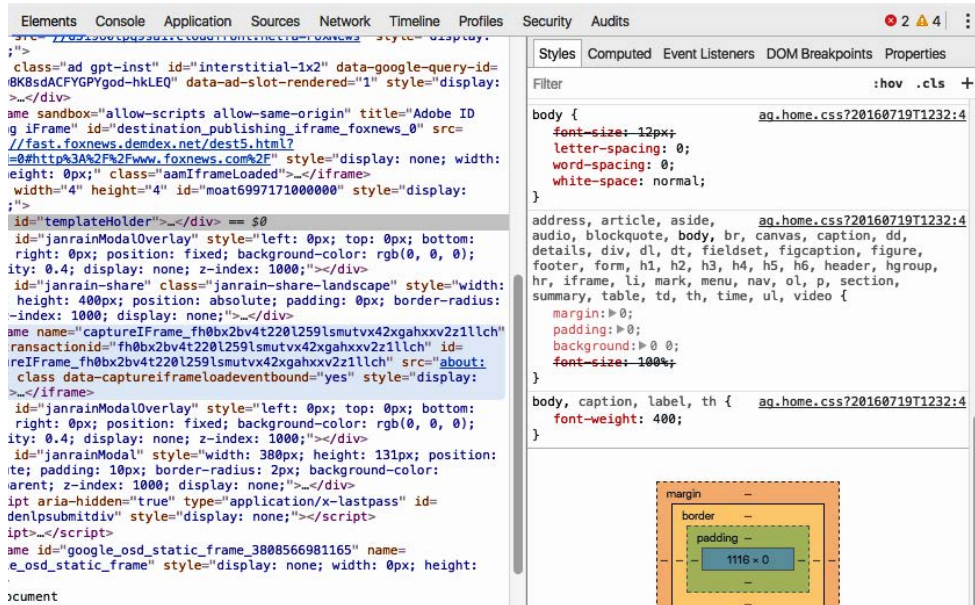 Elements Console Application Sources Network Timeline Profiles Security Audits 2 4
;">
class="ad gpt-inst" id="interstitial-1x2" data-google-query-id=
8K8sdACFYGPYgod-hkLEQ" data-ad-slot-rendered="1" style="display:
>…</div>
ame sandbox="allow-scripts allow-same-origin" title="Adobe ID
g iFrame" id="destination_publishing_iframe_foxnews_0" src=
//fast.foxnews.demdex.net/dest5.html?
=0#http%3A%2F%2Fwww.foxnews.com%2F" style="display: none; width:
eight: 0px;" class="aamIframeLoaded">…</iframe>
width="4" height="4" id="moat6997171000000" style="display:
;">
id="templateHolder">…</div> == $0
id="janrainModalOverlay" style="left: 0px; top: 0px; bottom:
right: 0px; position: fixed; background-color: rgb(0, 0, 0);
ity: 0.4; display: none; z-index: 1000;"></div>
id="janrain-share" class="janrain-share-landscape" style="width:
height: 400px; position: absolute; padding: 0px; border-radius:
-index: 1000; display: none;">…</div>
ame name="captureIFrame_fh0bx2bv4t220l259lsmutvx42xgahxxv2z1llch"
ransactionid="fh0bx2bv4t220l259lsmutvx42xgahxxv2z1llch" id=
reIFrame_fh0bx2bv4t220l259lsmutvx42xgahxxv2z1llch" src="about:
class data-captureiframeloadeventbound="yes" style="display:
>…</iframe>
id="janrainModalOverlay" style="left: 0px; top: 0px; bottom:
right: 0px; position: fixed; background-color: rgb(0, 0, 0);
ity: 0.4; display: none; z-index: 1000;"></div>
id="janrainModal" style="width: 380px; height: 131px; position:
te; padding: 10px; border-radius: 2px; background-color:
arent; z-index: 1000; display: none;">…</div>
ipt aria-hidden="true" type="application/x-lastpass" id=
denlpsubmitdiv" style="display: none;"></script>
ipt>…</script>
ame id="google_osd_static_frame_3808566981165" name=
e_osd_static_frame" style="display: none; width: 0px; height:
ocument
Styles Computed Event Listeners DOM Breakpoints Properties
Filter :hov .cls +
body { ag.home.css?20160719T1232:4
font-size: 12px;
letter-spacing: 0;
word-spacing: 0;
white-space: normal;
}
address, article, aside, ag.home.css?20160719T1232:4
audio, blockquote, body, br, canvas, caption, dd,
details, div, dl, dt, fieldset, figcaption, figure,
footer, form, h1, h2, h3, h4, h5, h6, header, hgroup,
hr, iframe, li, mark, menu, nav, ol, p, section,
summary, table, td, th, time, ul, video {
margin:▶0;
padding:▶0;
background:▶0 0;
font-size: 100%;
}
body, caption, label, th { ag.home.css?20160719T1232:4
font-weight: 400;
}
margin –
border –
padding –
– – – 1116 × 0 – – –
–
–